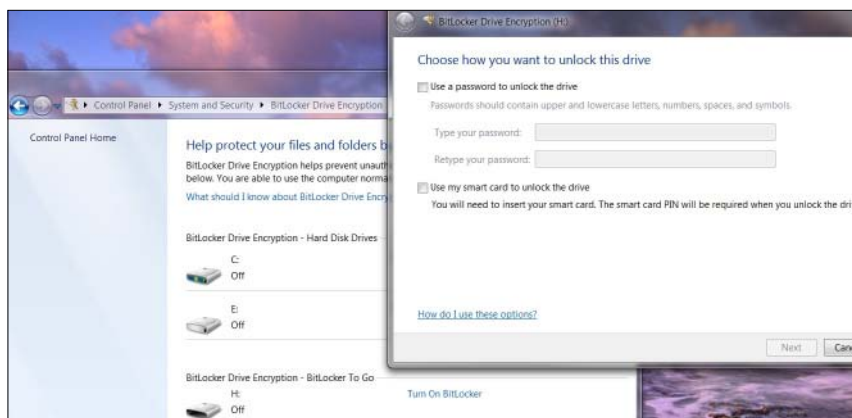 Control Panel ▸ System and Security ▸ BitLocker Drive Encryption
Control Panel Home
Help protect your files and folders b
BitLocker Drive Encryption helps prevent unauth
below. You are able to use the computer norma
What should I know about BitLocker Drive Encry
BitLocker Drive Encryption - Hard Disk Drives
C:
Off
E:
Off
BitLocker Drive Encryption - BitLocker To Go
H:
Off
Turn On BitLocker
BitLocker Drive Encryption (H:)
Choose how you want to unlock this drive
Use a password to unlock the drive
Passwords should contain upper and lowercase letters, numbers, spaces, and symbols.
Type your password:
Retype your password:
Use my smart card to unlock the drive
You will need to insert your smart card. The smart card PIN will be required when you unlock the dri
How do I use these options?
Next
Canc